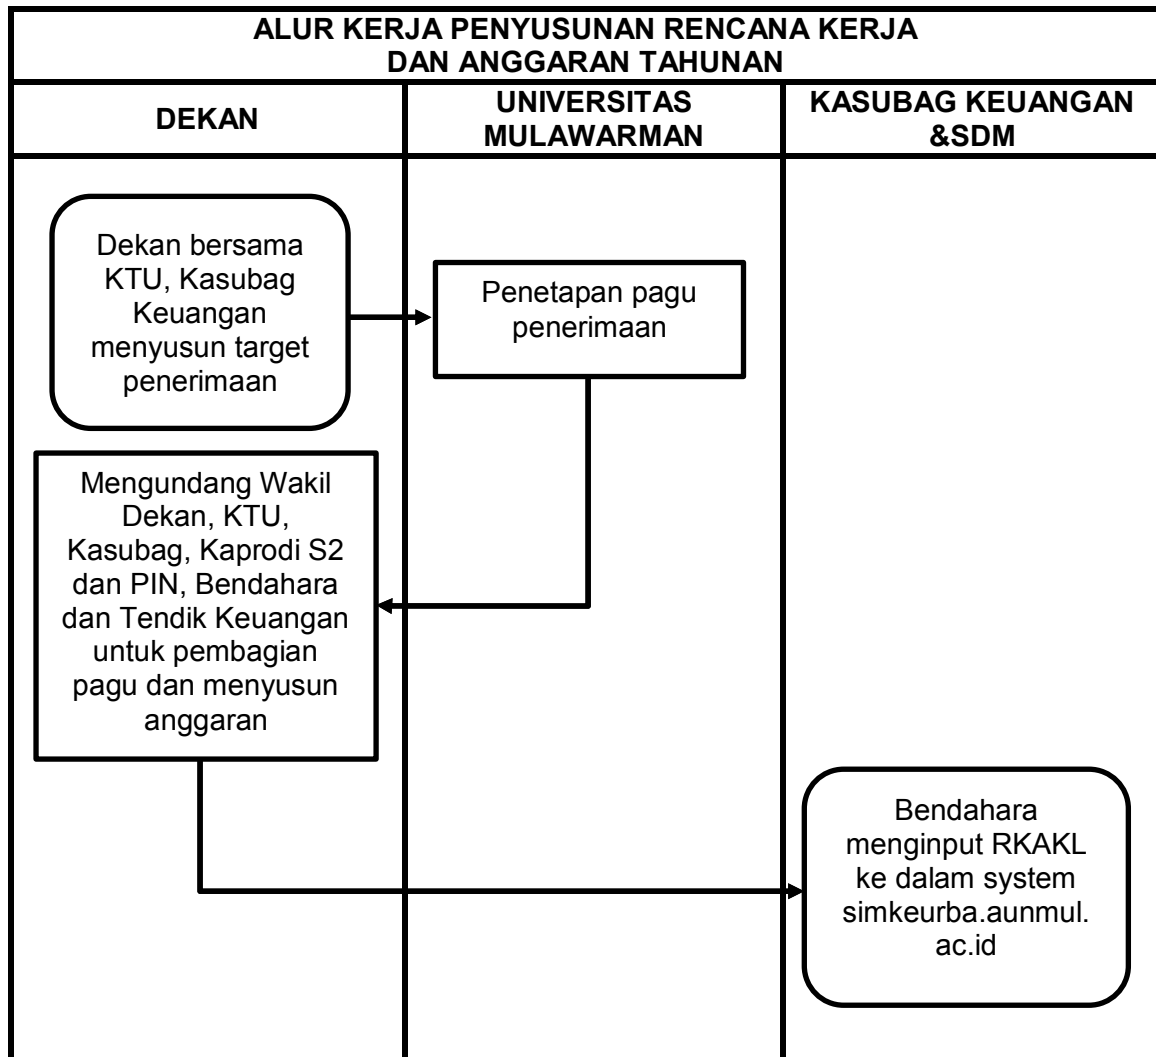 ALUR KERJA PENYUSUNAN RENCANA KERJA
DAN ANGGARAN TAHUNAN
DEKAN
UNIVERSITAS
MULAWARMAN
KASUBAG KEUANGAN
&SDM
Dekan bersama
KTU, Kasubag
Keuangan
menyusun target
penerimaan
Penetapan pagu
penerimaan
Mengundang Wakil
Dekan, KTU,
Kasubag, Kaprodi S2
dan PIN, Bendahara
dan Tendik Keuangan
untuk pembagian
pagu dan menyusun
anggaran
Bendahara
menginput RKAKL
ke dalam system
simkeurba.aunmul.
ac.id